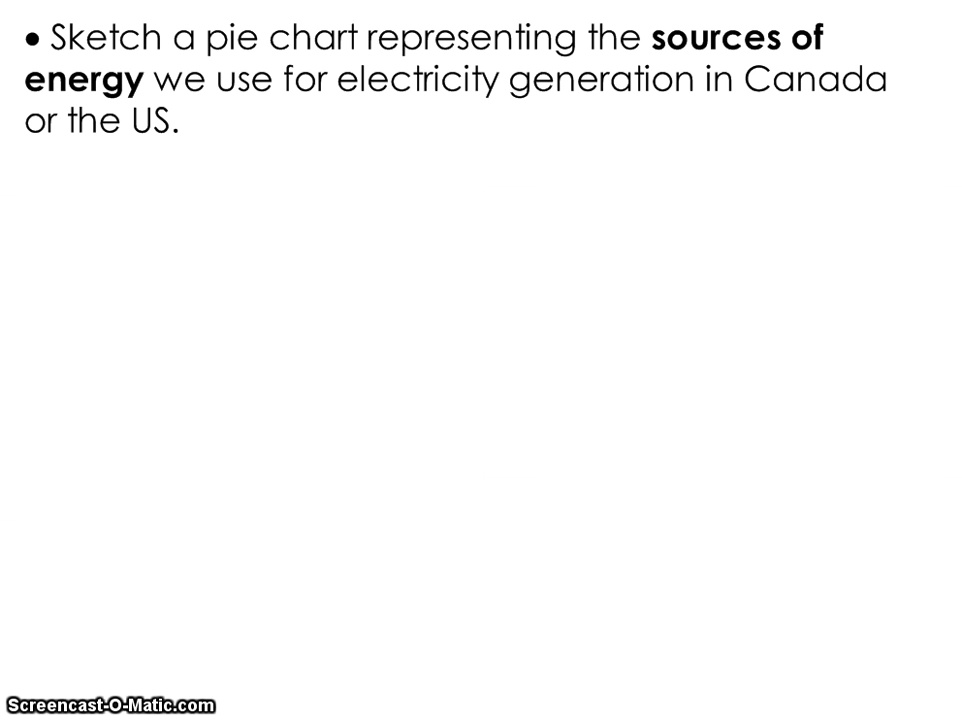 • Sketch a pie chart representing the sources of
energy we use for electricity generation in Canada
or the US.
Screencast-O-Matic.com